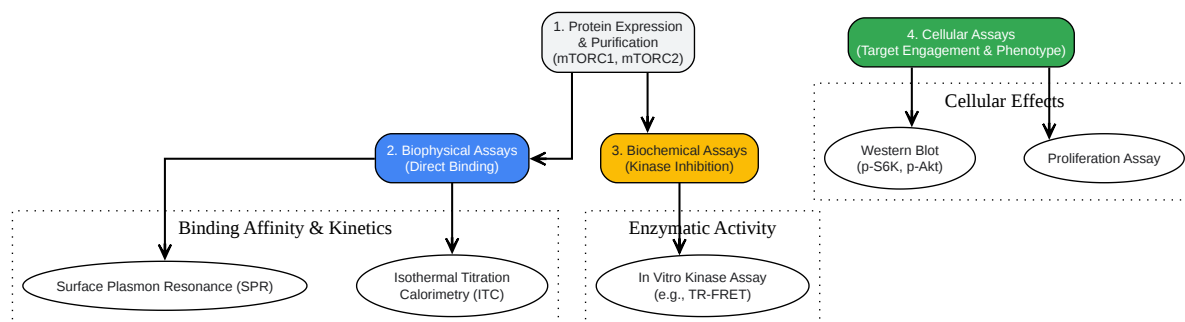 1. Protein Expression
& Purification
(mTORC1, mTORC2)
4. Cellular Assays
(Target Engagement & Phenotype)
Cellular Effects
2. Biophysical Assays
(Direct Binding)
3. Biochemical Assays
(Kinase Inhibition)
Western Blot
(p-S6K, p-Akt)
Proliferation Assay
Binding Affinity & Kinetics
Enzymatic Activity
Surface Plasmon Resonance (SPR)
Isothermal Titration
Calorimetry (ITC)
In Vitro Kinase Assay
(e.g., TR-FRET)